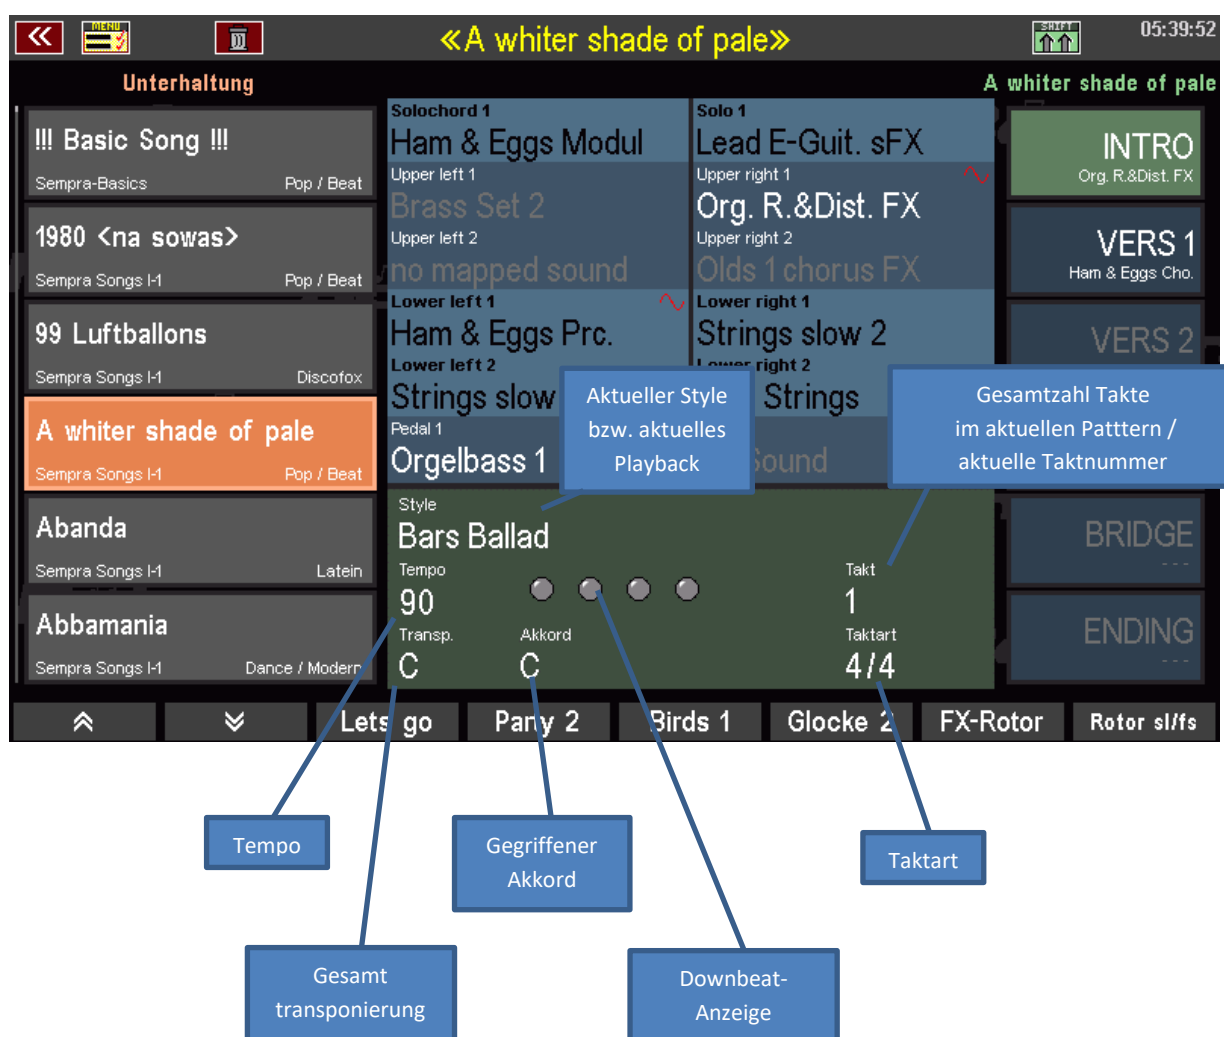 MENU
«A whiter shade of pale»
SHIFT
05:39:52
Unterhaltung
A whiter shade of pale
!!! Basic Song !!!
Sempra-Basics
Pop / Beat
1980 <na sowas>
Sempra Songs I-1
Pop / Beat
99 Luftballons
Sempra Songs I-1
Discofox
A whiter shade of pale
Sempra Songs I-1
Pop / Beat
Abanda
Sempra Songs I-1
Latein
Abbamania
Sempra Songs I-1
Dance / Modern
Solochord 1
Ham & Eggs Modul
Solo 1
Lead E-Guit. sFX
Upper left 1
Brass Set 2
Upper right 1
Org. R.&Dist. FX
Upper left 2
no mapped sound
Upper right 2
Olds 1 chorus FX
Lower left 1
Ham & Eggs Prc.
Lower right 1
Strings slow 2
Lower left 2
Strings slow
Lower right 2
Strings
Pedal 1
Orgelbass 1
Sound
Style
Bars Ballad
Tempo
90
Takt
1
Transp.
C
Akkord
C
Taktart
4/4
INTRO
Org. R.&Dist. FX
VERS 1
Ham & Eggs Cho.
VERS 2
BRIDGE
---
ENDING
---
Aktueller Style
bzw. aktuelles
Playback
Gesamtzahl Takte
im aktuellen Patttern /
aktuelle Taktnummer
Lets go
Party 2
Birds 1
Glocke 2
FX-Rotor
Rotor sl/fs
Tempo
Gegriffener
Akkord
Taktart
Gesamt
transponierung
Downbeat-
Anzeige